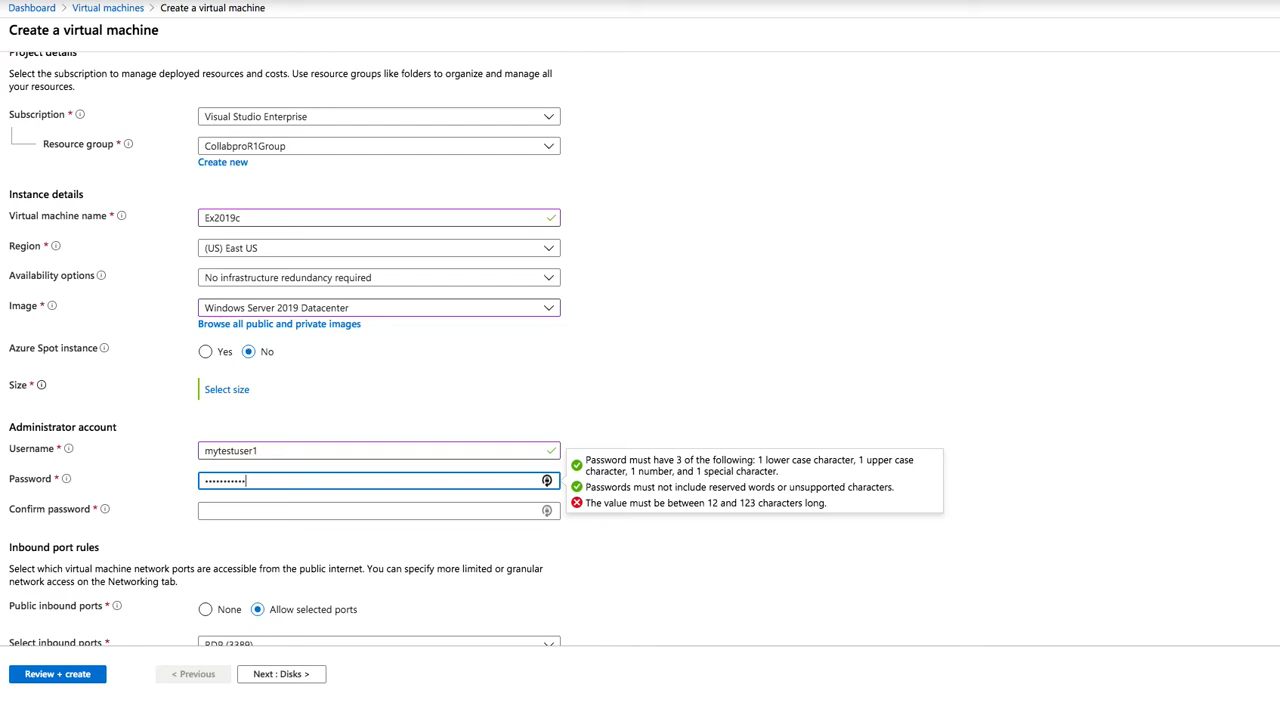 Dashboard > Virtual machines > Create a virtual machine
Create a virtual machine
Project details
Select the subscription to manage deployed resources and costs. Use resource groups like folders to organize and manage all
your resources.
Subscription * Visual Studio Enterprise
Resource group * CollabproR1Group
Create new
Instance details
Virtual machine name * Ex2019c
Region * (US) East US
Availability options No infrastructure redundancy required
Image * Windows Server 2019 Datacenter
Browse all public and private images
Azure Spot instance Yes No
Size * Select size
Administrator account
Username * mytestuser1
Password * •••••••••••
Password must have 3 of the following: 1 lower case character, 1 upper case
character, 1 number, and 1 special character.
Passwords must not include reserved words or unsupported characters.
The value must be between 12 and 123 characters long.
Confirm password *
Inbound port rules
Select which virtual machine network ports are accessible from the public internet. You can specify more limited or granular
network access on the Networking tab.
Public inbound ports * None Allow selected ports
Select inbound ports * RDP (3389)
Review + create < Previous Next : Disks >